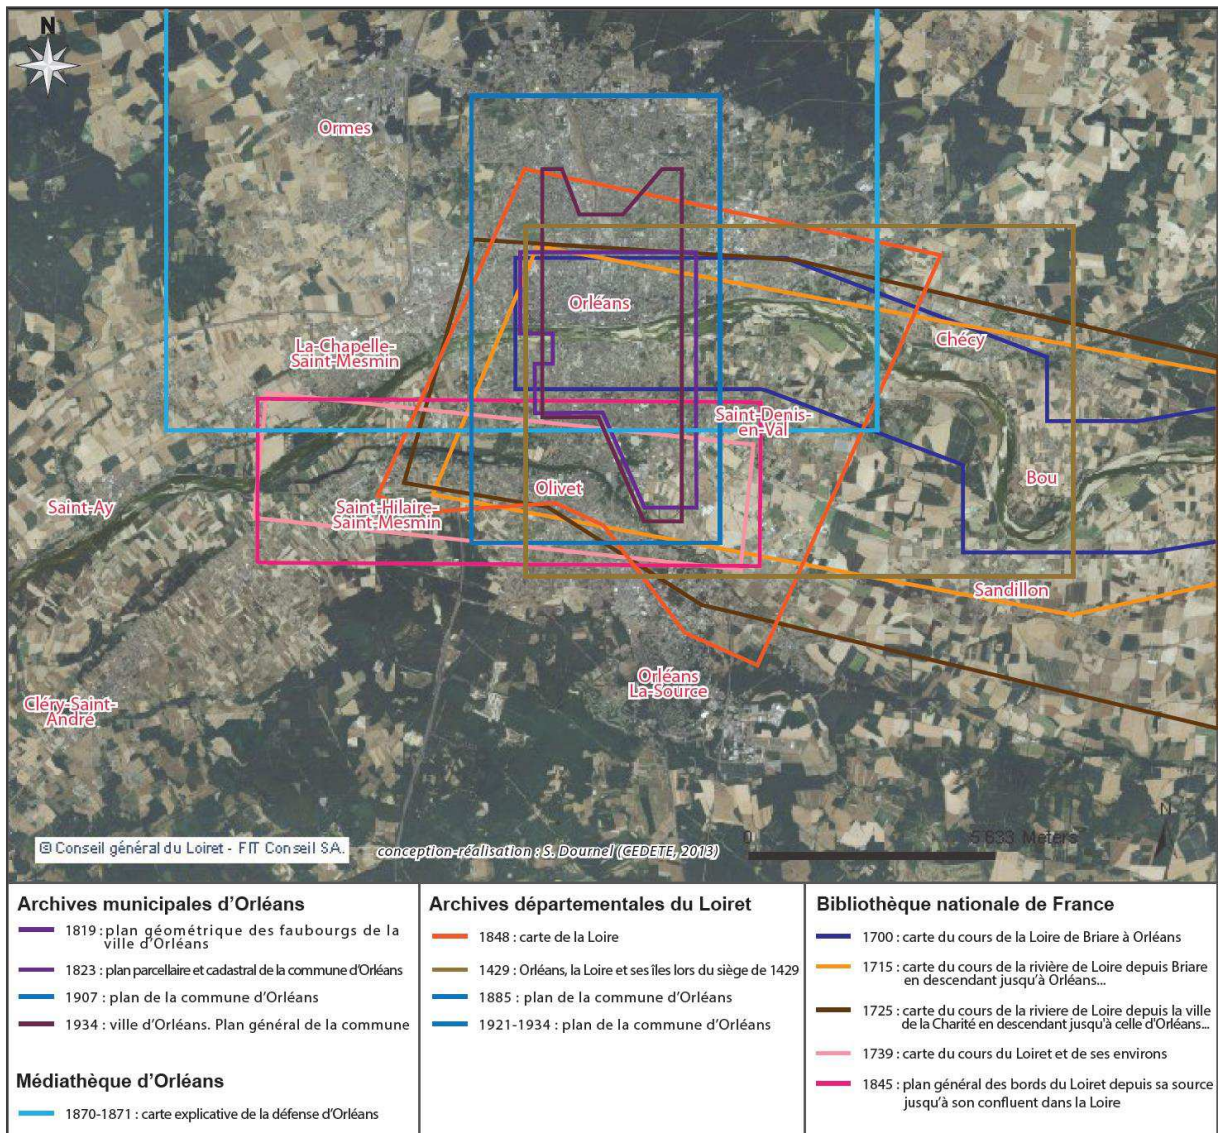 N
Ormes
Orléans
La-Chapelle-
Saint-Mesmin
Chécy
Saint-Denis-
en-Val
Saint-Ay
Saint-Hilaire-
Saint-Mesmin
Olivet
Bou
Sandillon
Orléans
La-Source
Cléry-Saint-
André
© Conseil général du Loiret - FIT Conseil SA.
conception-réalisation : S. Dournel (CEDETE, 2013)
0
5 633 Meters
N
Archives municipales d'Orléans
1819 : plan géométrique des faubourgs de la
ville d'Orléans
1823 : plan parcellaire et cadastral de la commune d'Orléans
1907 : plan de la commune d'Orléans
1934 : ville d'Orléans. Plan général de la commune
Médiathèque d'Orléans
1870-1871 : carte explicative de la défense d'Orléans
Archives départementales du Loiret
1848 : carte de la Loire
1429 : Orléans, la Loire et ses îles lors du siège de 1429
1885 : plan de la commune d'Orléans
1921-1934 : plan de la commune d'Orléans
Bibliothèque nationale de France
1700 : carte du cours de la Loire de Briare à Orléans
1715 : carte du cours de la rivière de Loire depuis Briare
en descendant jusqu'à Orléans...
1725 : carte du cours de la riviere de Loire depuis la ville
de la Charité en descendant jusqu'à celle d'Orléans...
1739 : carte du cours du Loiret et de ses environs
1845 : plan général des bords du Loiret depuis sa source
jusqu'à son confluent dans la Loire